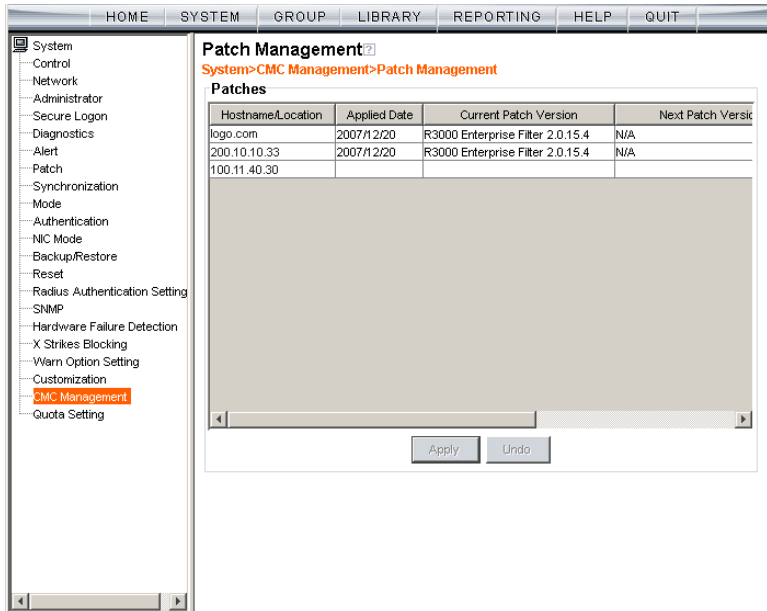 HOME SYSTEM GROUP LIBRARY REPORTING HELP QUIT
System
Control
Network
Administrator
Secure Logon
Diagnostics
Alert
Patch
Synchronization
Mode
Authentication
NIC Mode
Backup/Restore
Reset
Radius Authentication Setting
SNMP
Hardware Failure Detection
X Strikes Blocking
Warn Option Setting
Customization
CMC Management
Quota Setting
Patch Management ?
System>CMC Management>Patch Management
Patches
Hostname/Location Applied Date Current Patch Version Next Patch Versic
logo.com 2007/12/20 R3000 Enterprise Filter 2.0.15.4 N/A
200.10.10.33 2007/12/20 R3000 Enterprise Filter 2.0.15.4 N/A
100.11.40.30
Apply Undo